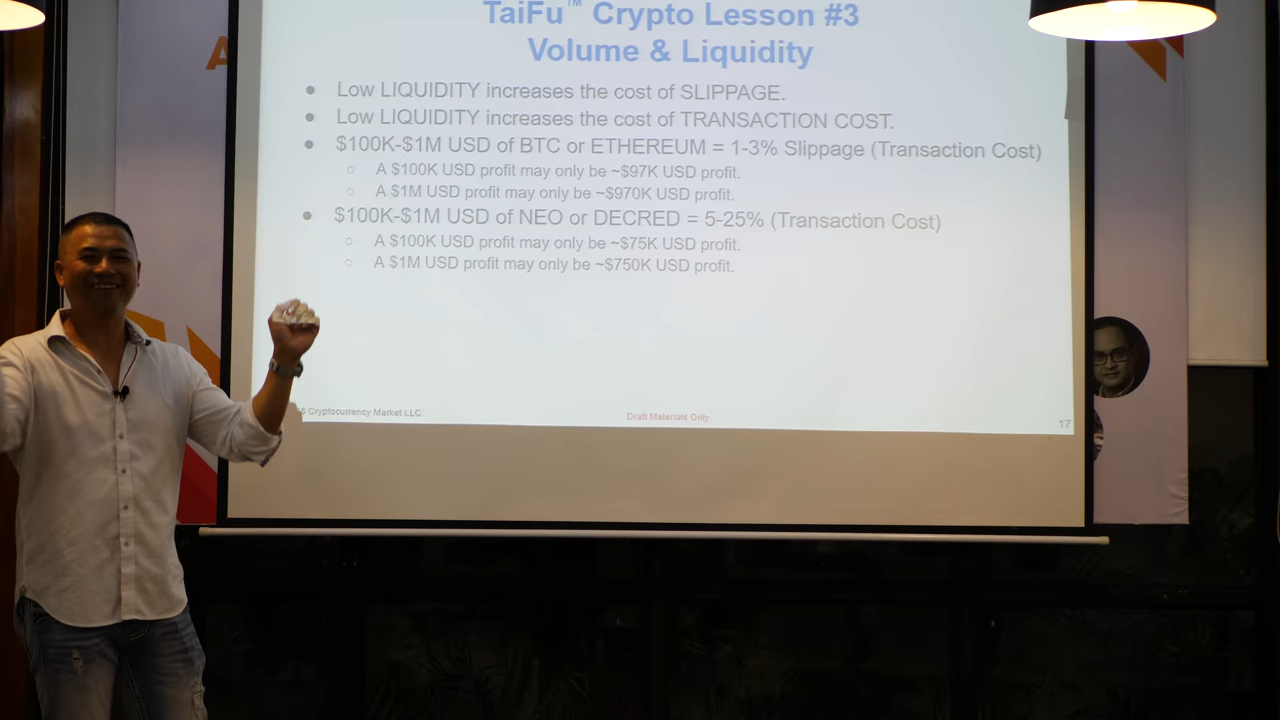 TaiFu™ Crypto Lesson #3
Volume & Liquidity
● Low LIQUIDITY increases the cost of SLIPPAGE.
● Low LIQUIDITY increases the cost of TRANSACTION COST.
● $100K-$1M USD of BTC or ETHEREUM = 1-3% Slippage (Transaction Cost)
○ A $100K USD profit may only be ~$97K USD profit.
○ A $1M USD profit may only be ~$970K USD profit.
● $100K-$1M USD of NEO or DECRED = 5-25% (Transaction Cost)
○ A $100K USD profit may only be ~$75K USD profit.
○ A $1M USD profit may only be ~$750K USD profit.
8 Cryptocurrency Market LLC.
Draft Materials Only
17